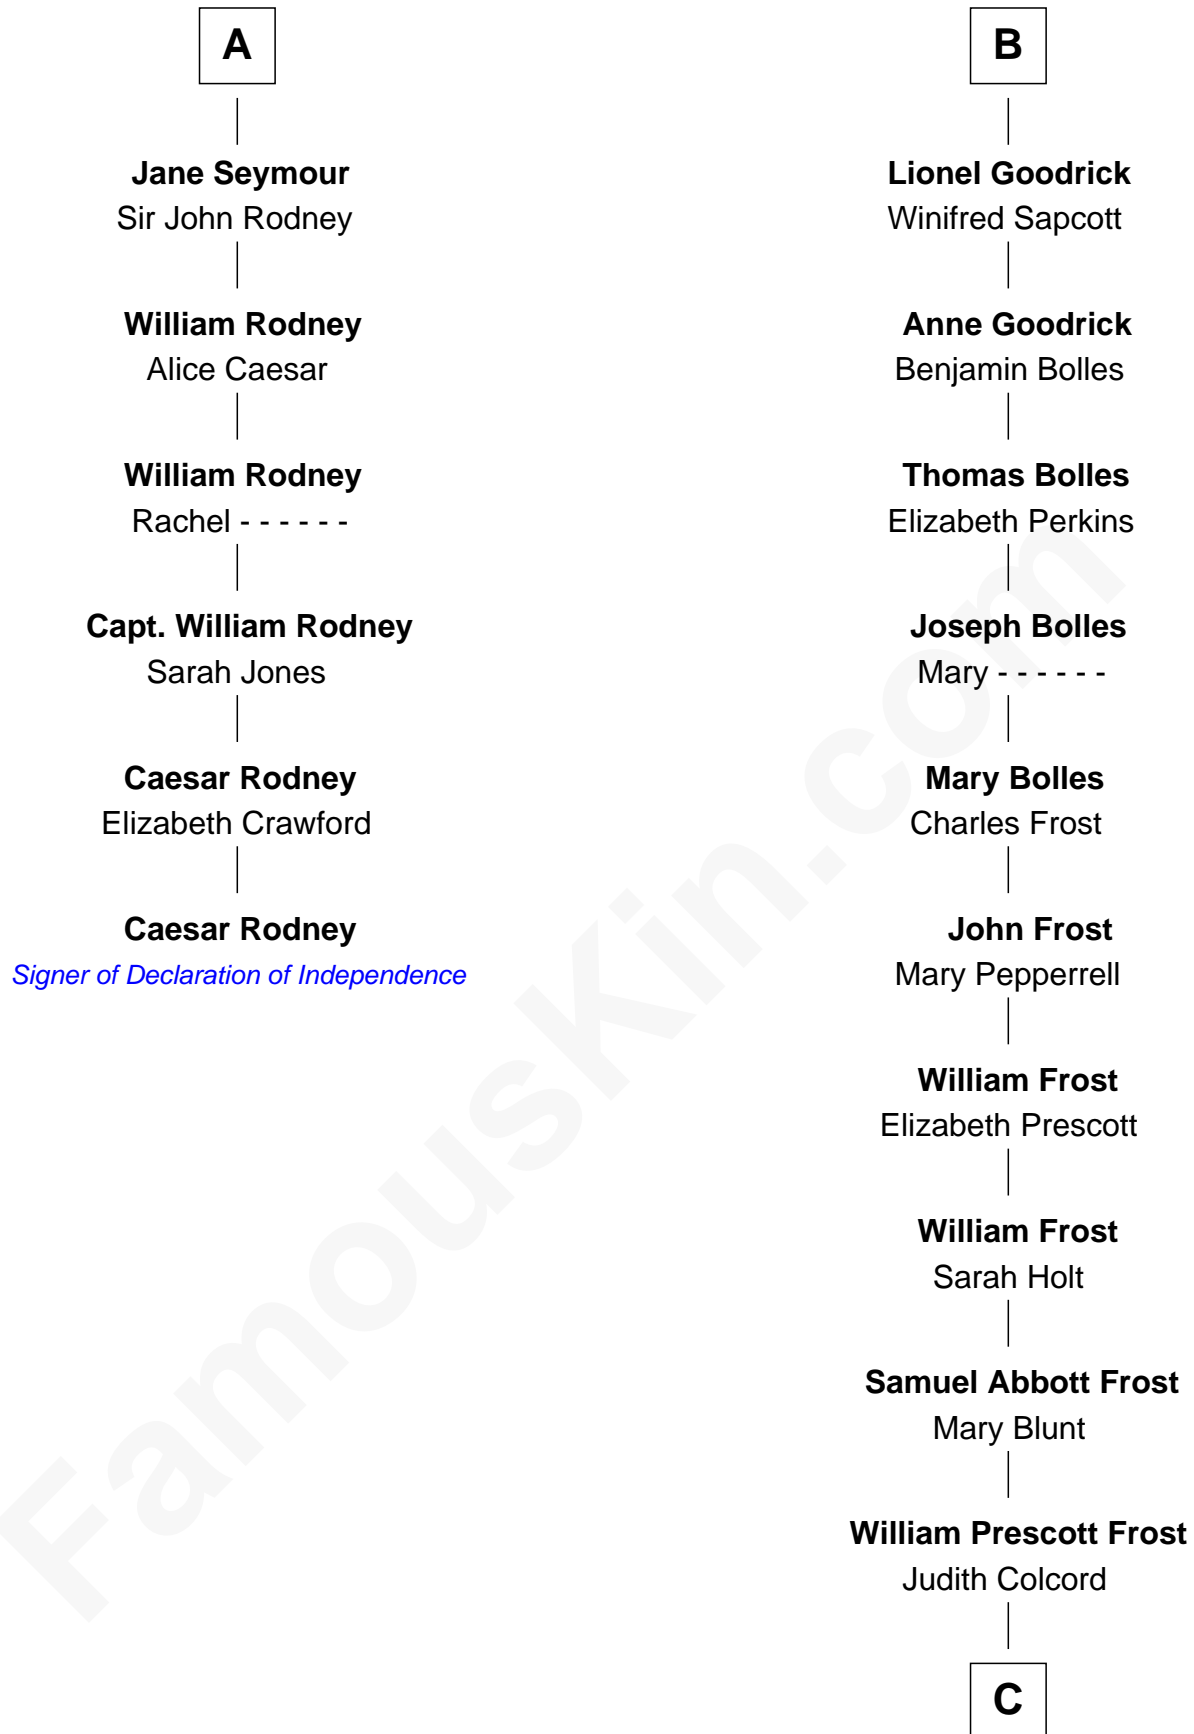 A
Jane Seymour
Sir John Rodney
William Rodney
Alice Caesar
William Rodney
Rachel - - - - - -
Capt. William Rodney
Sarah Jones
Caesar Rodney
Elizabeth Crawford
Caesar Rodney
Signer of Declaration of Independence
B
Lionel Goodrick
Winifred Sapcott
Anne Goodrick
Benjamin Bolles
Thomas Bolles
Elizabeth Perkins
Joseph Bolles
Mary - - - - - -
Mary Bolles
Charles Frost
John Frost
Mary Pepperrell
William Frost
Elizabeth Prescott
William Frost
Sarah Holt
Samuel Abbott Frost
Mary Blunt
William Prescott Frost
Judith Colcord
C
FamousKin.com